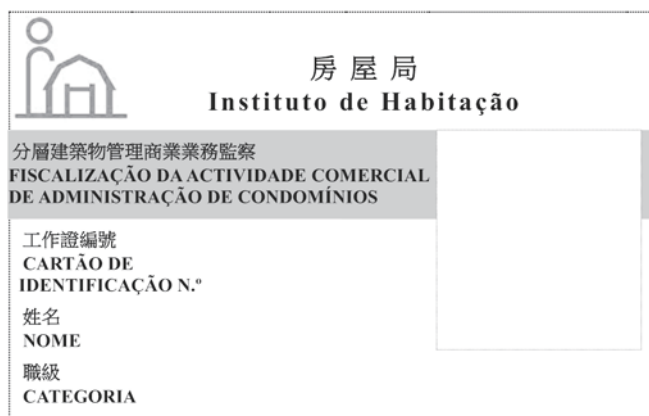 房屋局
Instituto de Habitação
分層建築物管理商業業務監察
FISCALIZAÇÃO DA ACTIVIDADE COMERCIAL
DE ADMINISTRAÇÃO DE CONDOMÍNIOS
工作證編號
CARTÃO DE
IDENTIFICAÇÃO N.º
姓名
NOME
職級
CATEGORIA